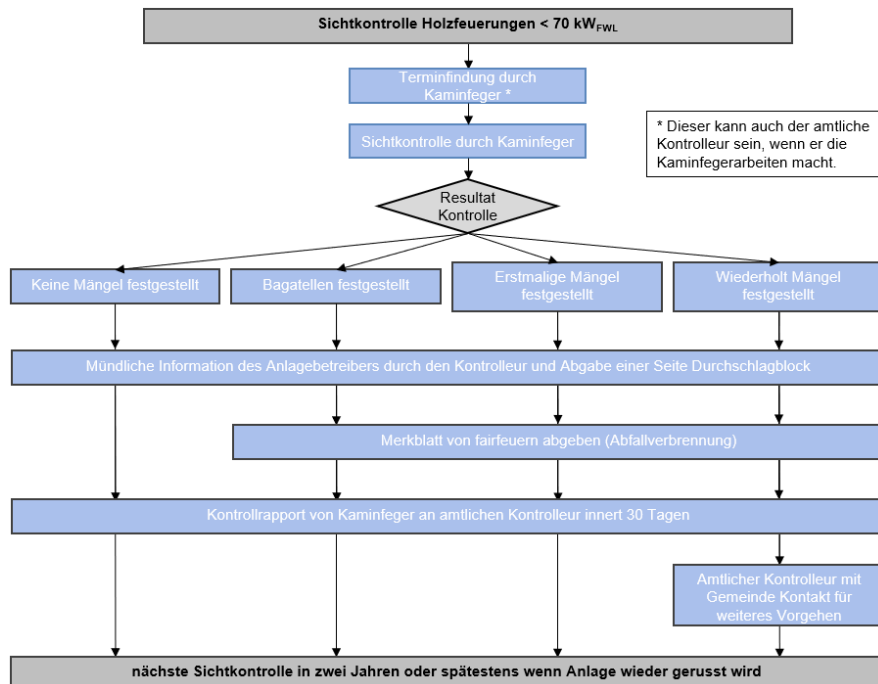 Sichtkontrolle Holzfeuerungen < 70 kW_FWL
Terminfindung durch
Kaminfeger *
* Dieser kann auch der amtliche
Kontrolleur sein, wenn er die
Kaminfegerarbeiten macht.
Sichtkontrolle durch Kaminfeger
Resultat
Kontrolle
Keine Mängel festgestellt
Bagatellen festgestellt
Erstmalige Mängel
festgestellt
Wiederholt Mängel
festgestellt
Mündliche Information des Anlagebetreibers durch den Kontrolleur und Abgabe einer Seite Durchschlagblock
Merkblatt von fairfeuern abgeben (Abfallverbrennung)
Kontrollrapport von Kaminfeger an amtlichen Kontrolleur innert 30 Tagen
Amtlicher Kontrolleur mit
Gemeinde Kontakt für
weiteres Vorgehen
nächste Sichtkontrolle in zwei Jahren oder spätestens wenn Anlage wieder gerusst wird